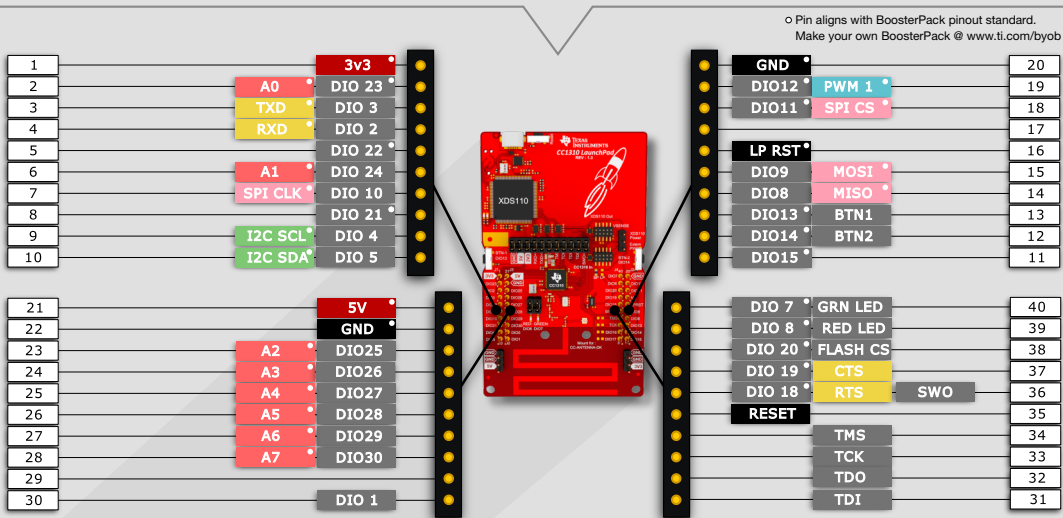 Pin aligns with BoosterPack pinout standard.
Make your own BoosterPack @ www.ti.com/byob
1 3v3
2 A0 DIO 23
3 TXD DIO 3
4 RXD DIO 2
5 DIO 22
6 A1 DIO 24
7 SPI CLK DIO 10
8 DIO 21
9 I2C SCL DIO 4
10 I2C SDA DIO 5
GND 20
DIO12 PWM 1 19
DIO11 SPI CS 18
17
LP RST 16
DIO9 MOSI 15
DIO8 MISO 14
DIO13 BTN1 13
DIO14 BTN2 12
DIO15 11
TEXAS
INSTRUMENTS
CC1310 LaunchPad
XDS110
CC1310
21 5V
22 GND
23 A2 DIO25
24 A3 DIO26
25 A4 DIO27
26 A5 DIO28
27 A6 DIO29
28 A7 DIO30
29
30 DIO 1
DIO 7 GRN LED 40
DIO 8 RED LED 39
DIO 20 FLASH CS 38
DIO 19 CTS 37
DIO 18 RTS SWO 36
RESET 35
TMS 34
TCK 33
TDO 32
TDI 31